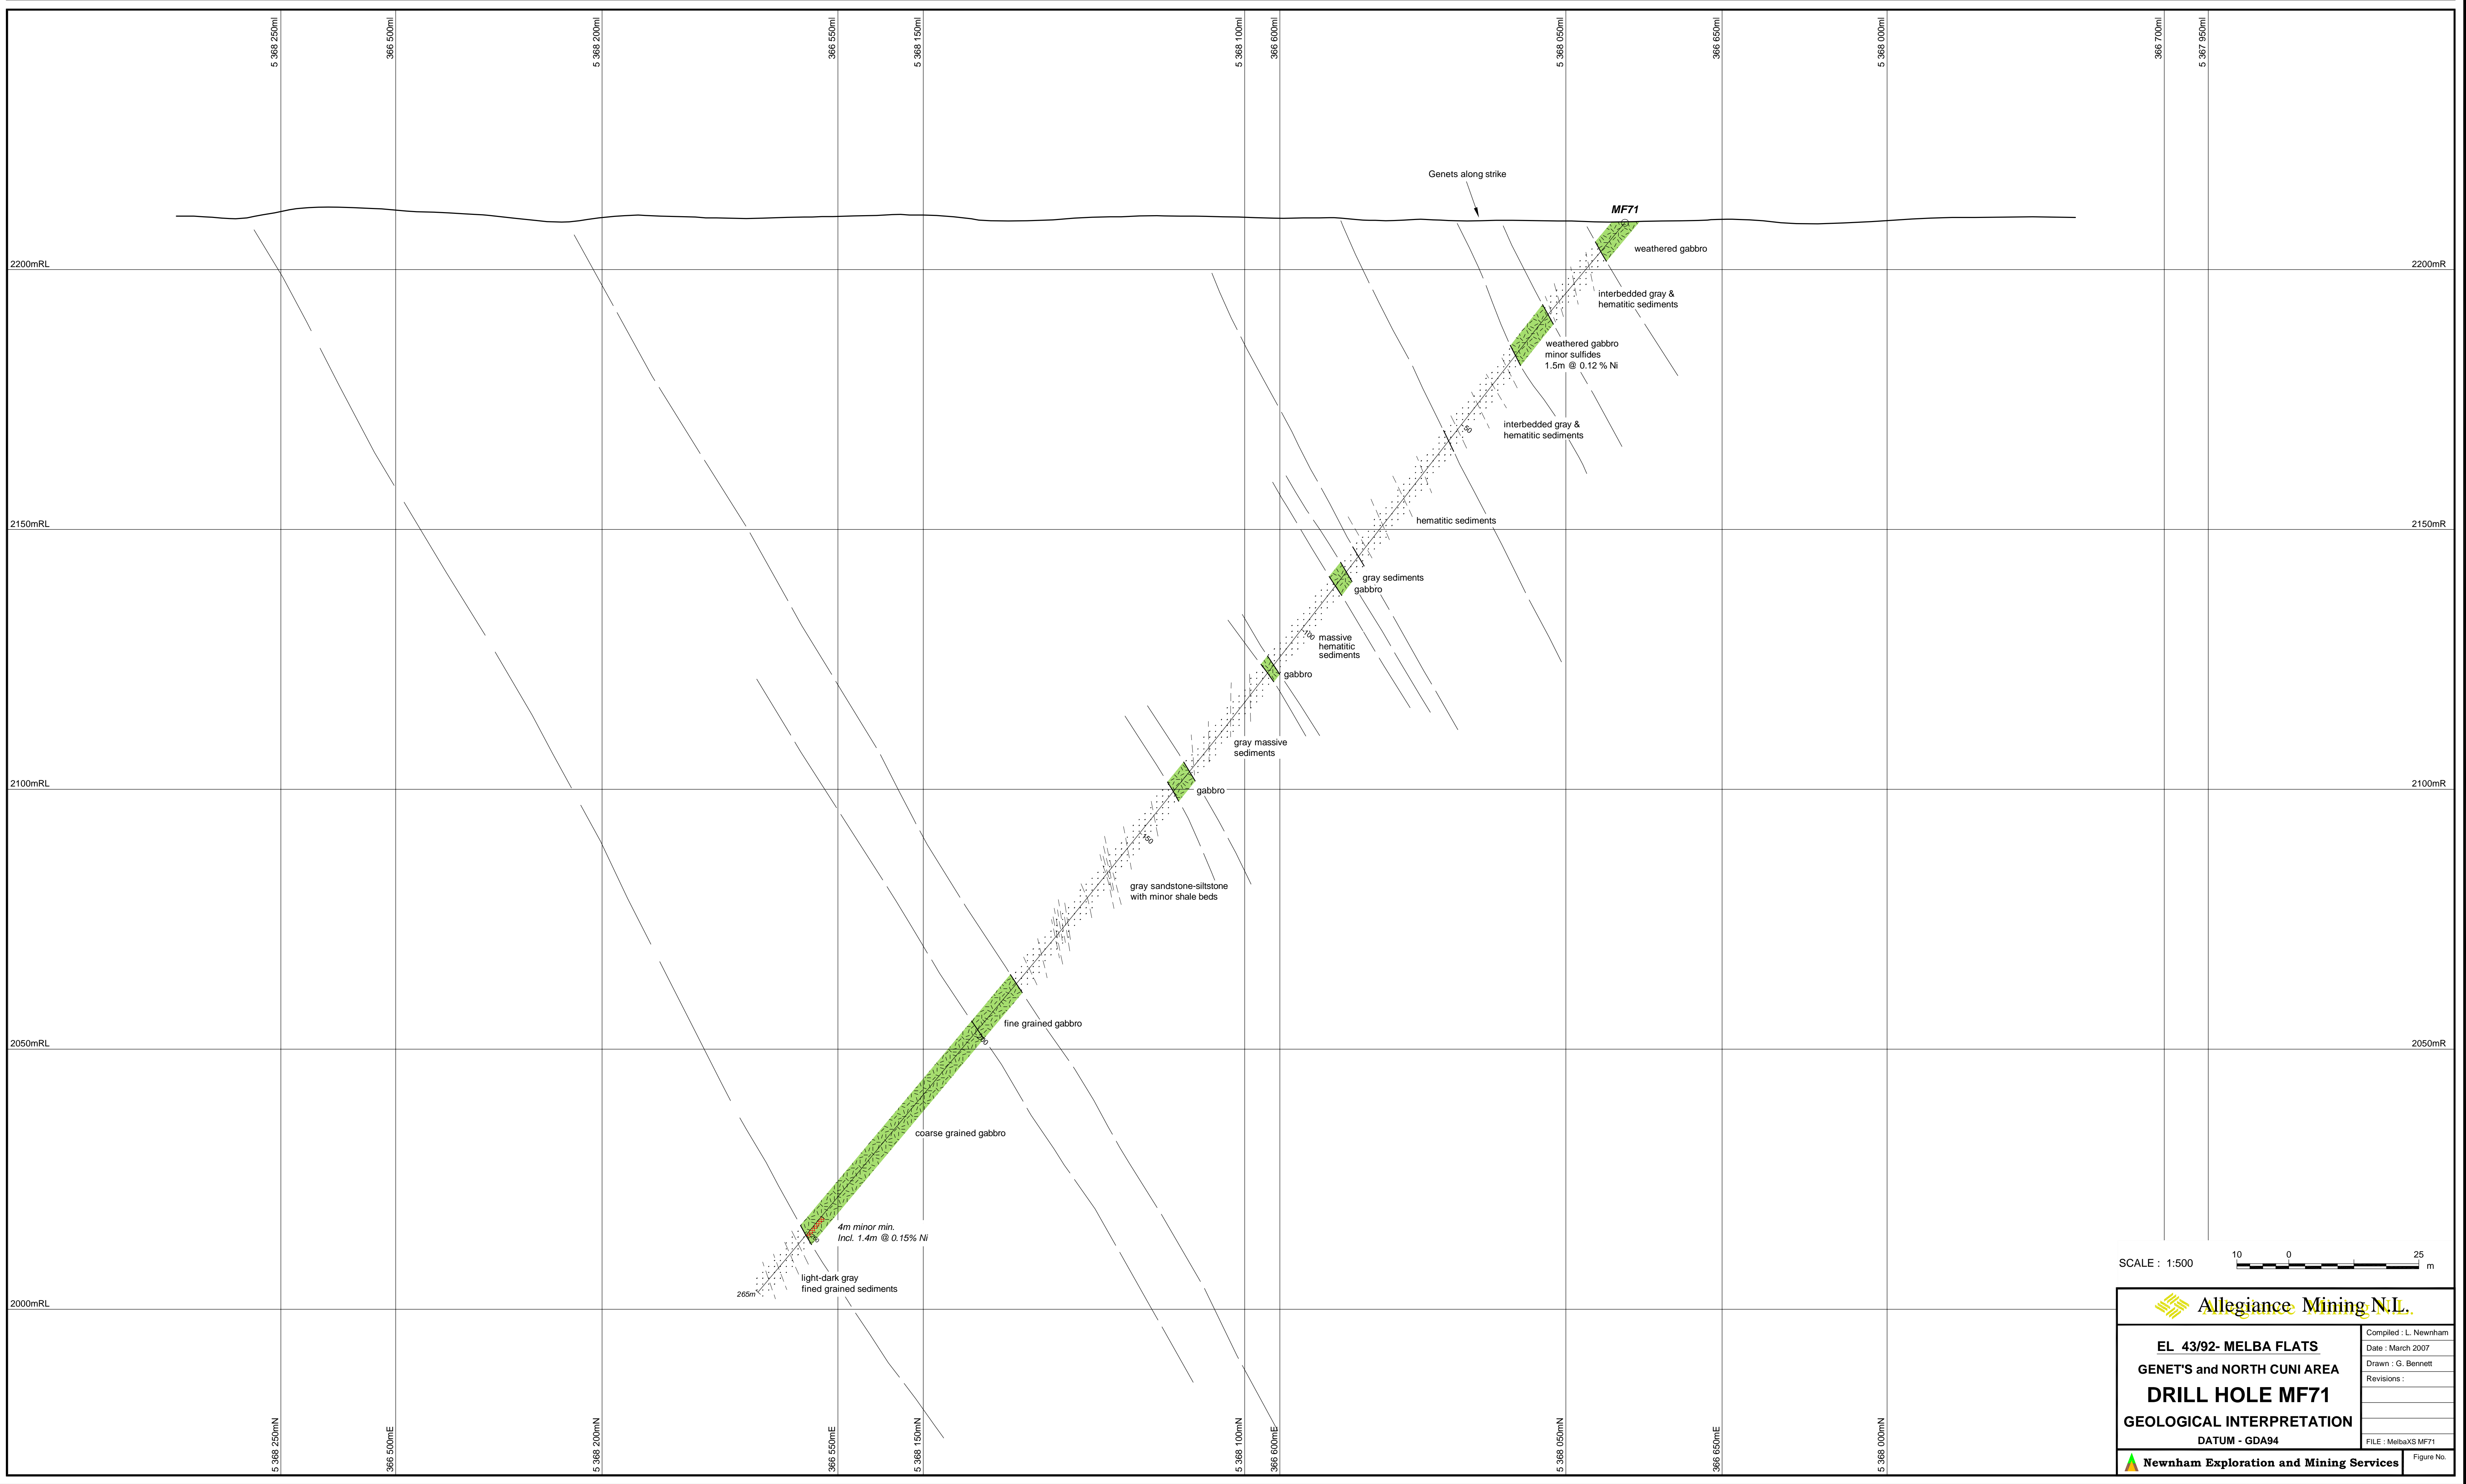 5 368 250ml
366 500ml
5 368 200ml
366 550ml
5 368 150ml
5 368 100ml
366 600ml
5 368 050ml
366 650ml
5 368 000ml
366 700ml
5 367 950ml
Genets along strike
MF71
weathered gabbro
2200mRL
2200mR
interbedded gray &
hematitic sediments
weathered gabbro
minor sulfides
1.5m @ 0.12 % Ni
interbedded gray &
hematitic sediments
50
hematitic sediments
2150mRL
2150mR
gray sediments
gabbro
100
massive
hematitic
sediments
gabbro
gray massive
sediments
2100mRL
2100mR
gabbro
150
gray sandstone-siltstone
with minor shale beds
fine grained gabbro
2050mRL
2050mR
coarse grained gabbro
4m minor min.
Incl. 1.4m @ 0.15% Ni
light-dark gray
fined grained sediments
265m
2000mRL
SCALE : 1:500
10 0 25
m
Allegiance Mining N.L.
EL 43/92- MELBA FLATS
GENET'S and NORTH CUNI AREA
DRILL HOLE MF71
GEOLOGICAL INTERPRETATION
DATUM - GDA94
Compiled : L. Newnham
Date : March 2007
Drawn : G. Bennett
Revisions :
FILE : MelbaXS MF71
Newnham Exploration and Mining Services
Figure No.
5 368 250mN
366 500mE
5 368 200mN
366 550mE
5 368 150mN
5 368 100mN
366 600mE
5 368 050mN
366 650mE
5 368 000mN